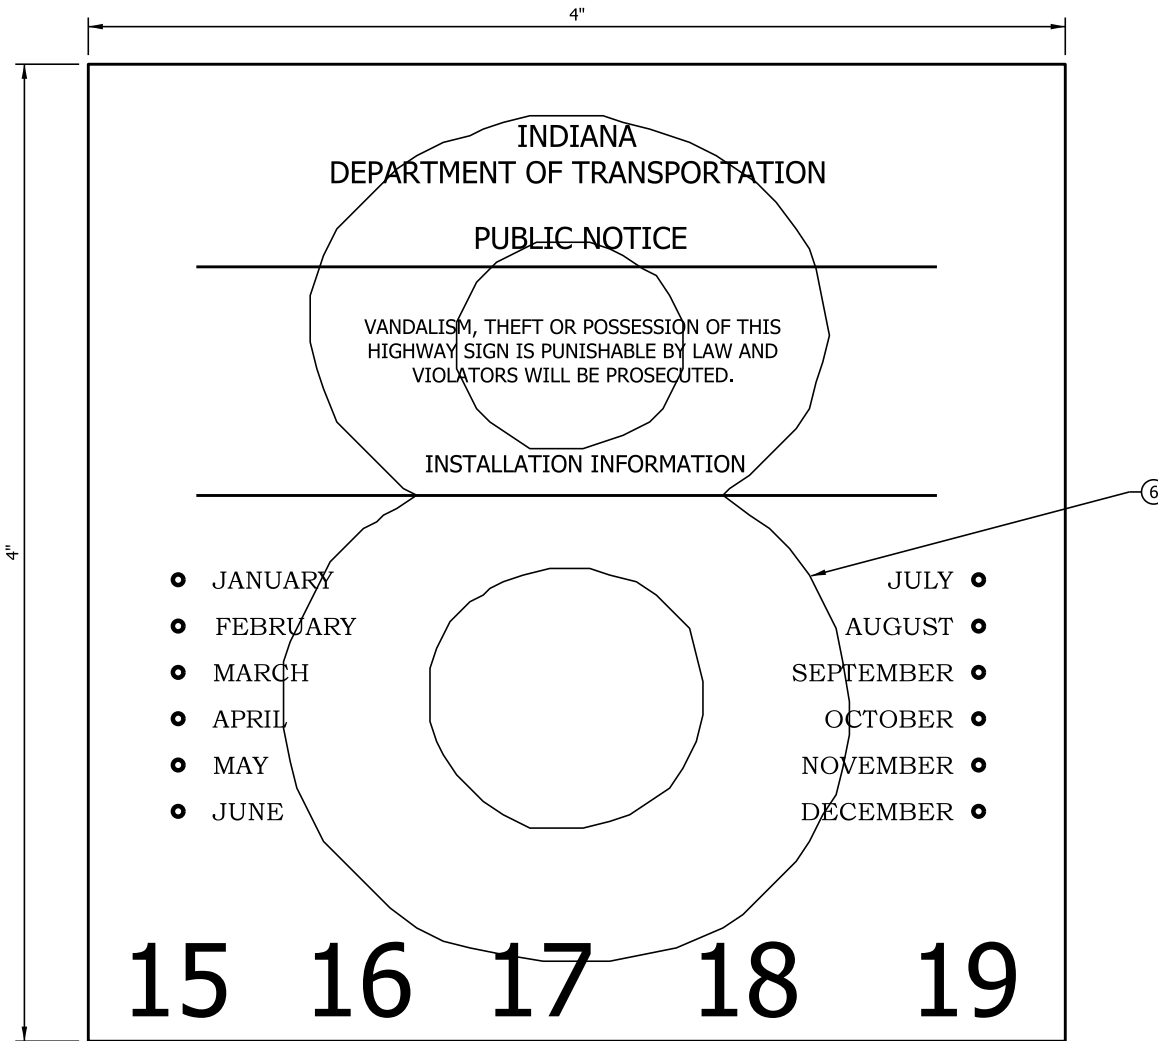 4"
INDIANA
DEPARTMENT OF TRANSPORTATION
PUBLIC NOTICE
VANDALISM, THEFT OR POSSESSION OF THIS
HIGHWAY SIGN IS PUNISHABLE BY LAW AND
VIOLATORS WILL BE PROSECUTED.
INSTALLATION INFORMATION
6
4"
JANUARY JULY
FEBRUARY AUGUST
MARCH SEPTEMBER
APRIL OCTOBER
MAY NOVEMBER
JUNE DECEMBER
8
15 16 17 18 19